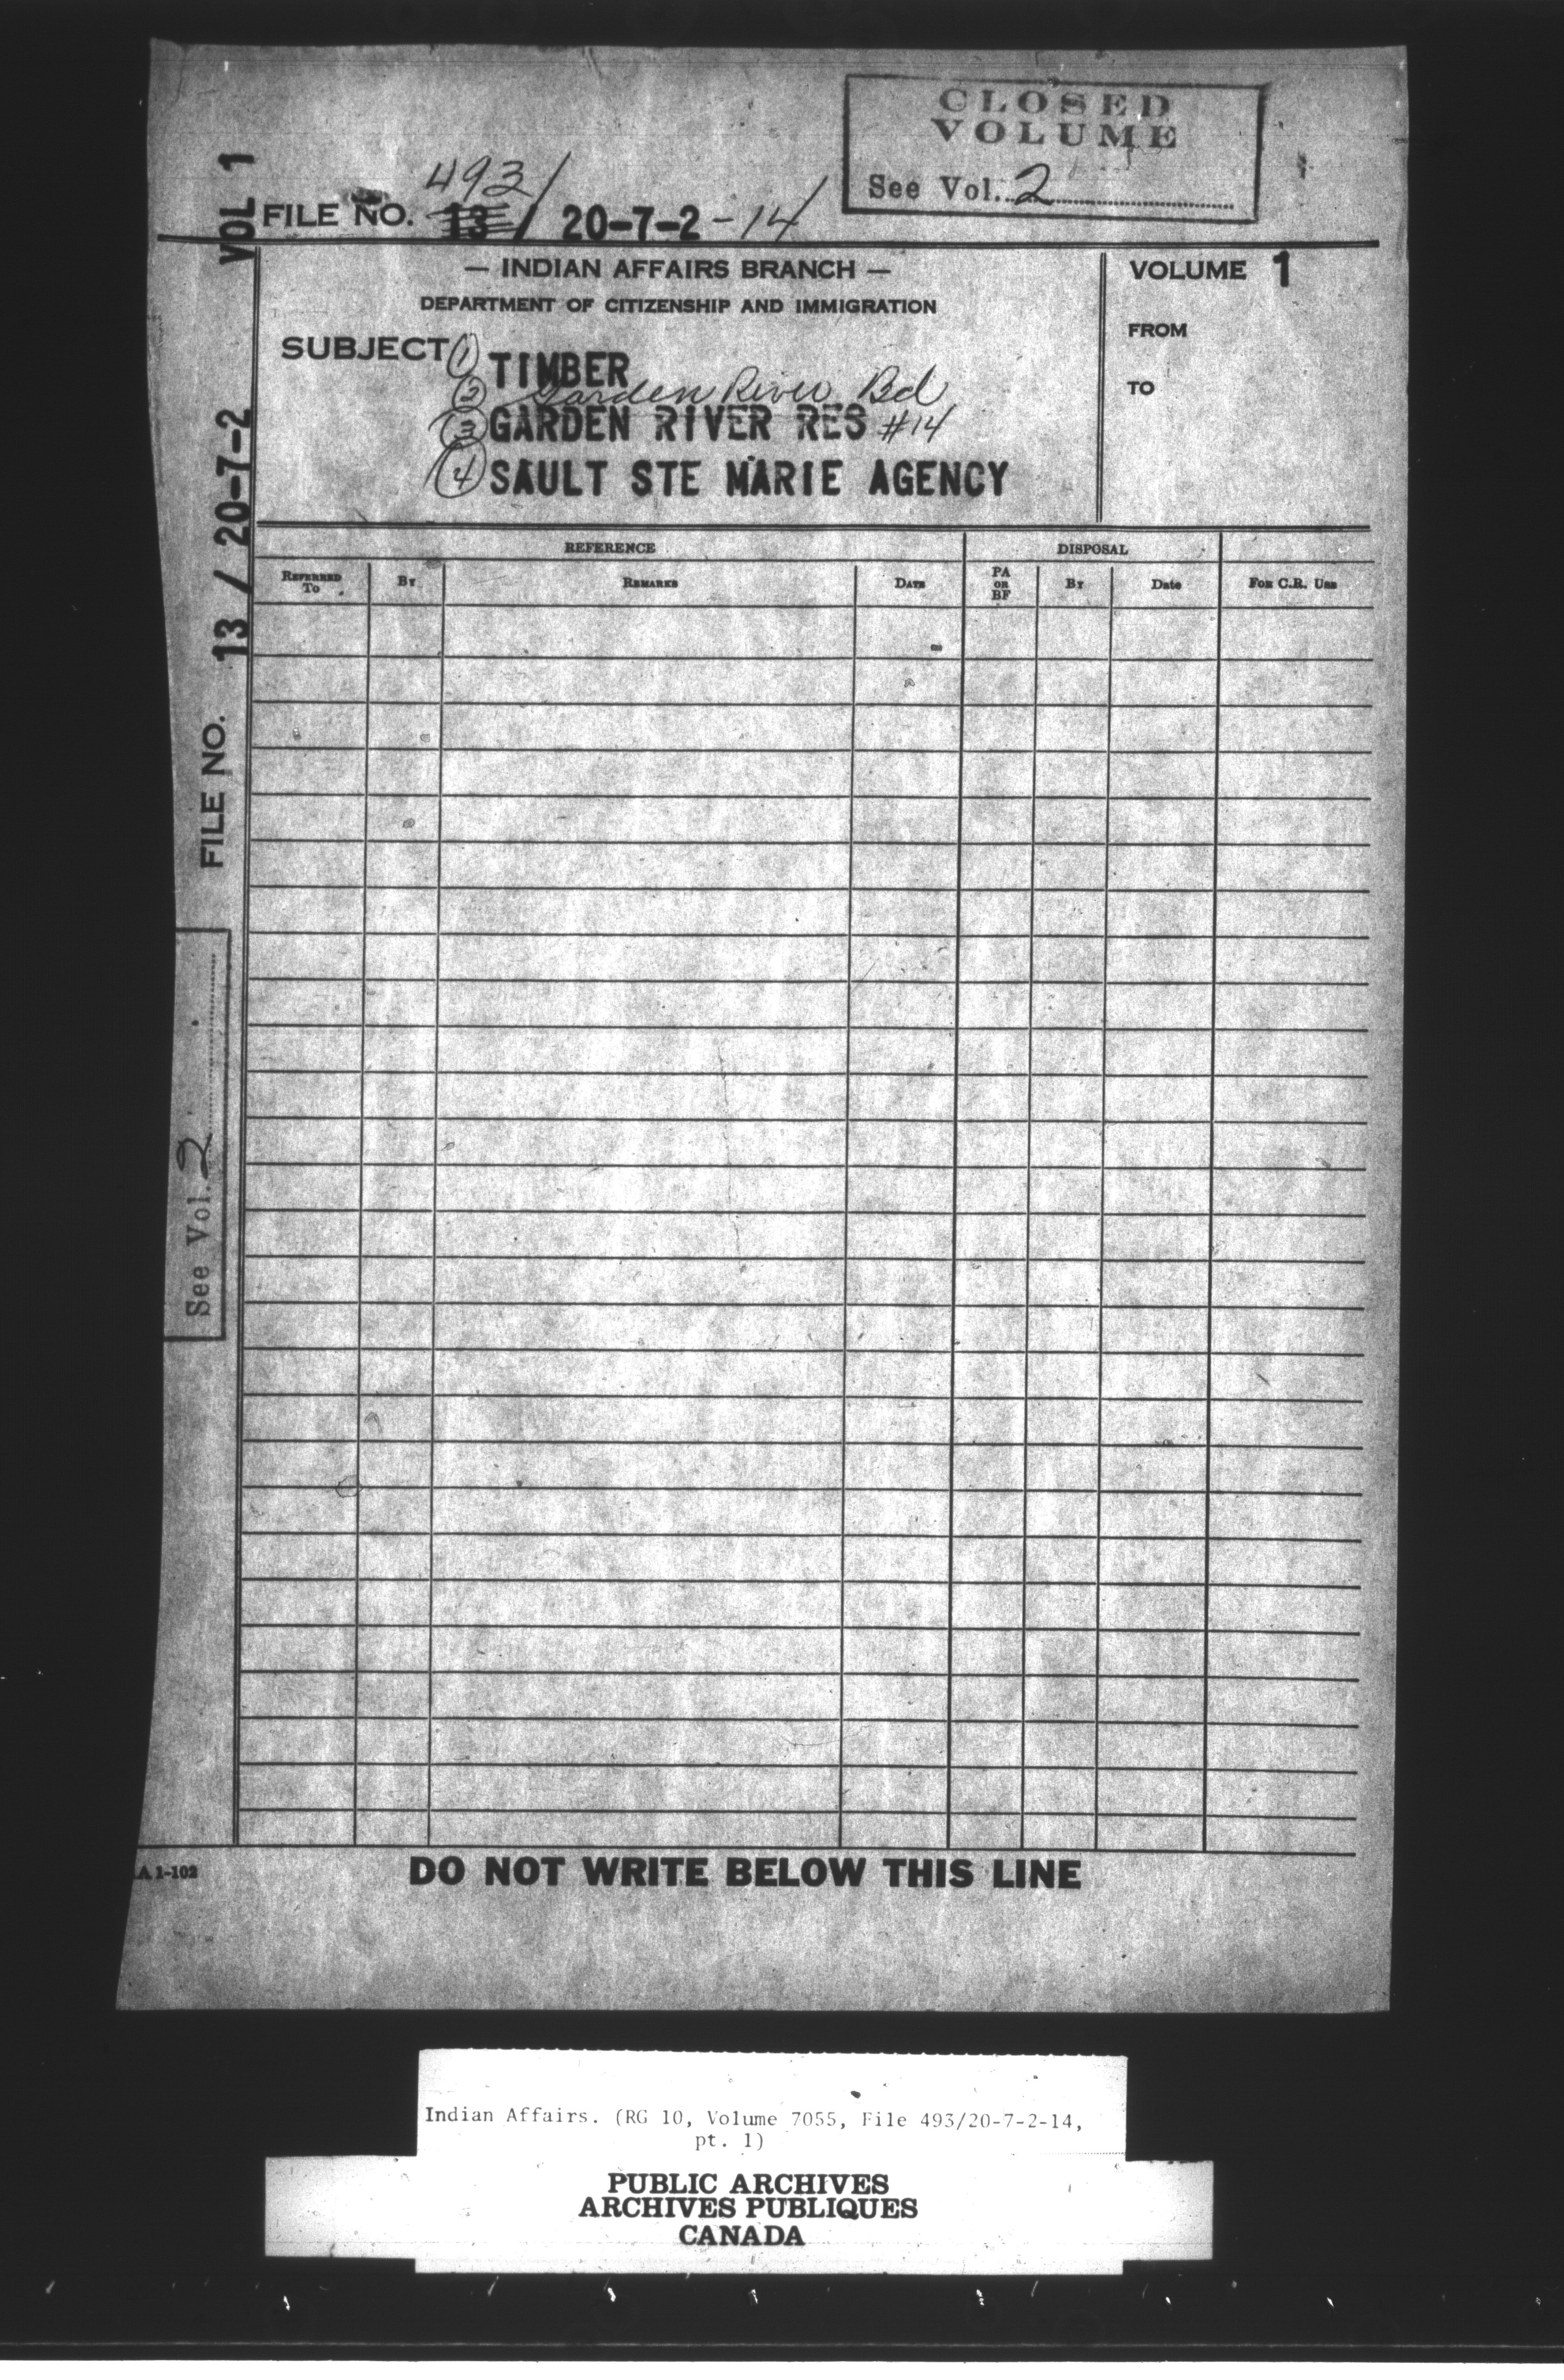 CLOSED
VOLUME
See Vol. 2
493/
FILE NO. 13 / 20-7-2 -14/
— INDIAN AFFAIRS BRANCH —
DEPARTMENT OF CITIZENSHIP AND IMMIGRATION
SUBJECT (1) TIMBER
(2) Garden River Bd
(3) GARDEN RIVER RES #14
(4) SAULT STE MARIE AGENCY
VOLUME 1
FROM
TO
VOL 1
FILE NO. 13 / 20-7-2
See Vol. 2
REFERENCE
DISPOSAL
REFERRED TO
BY
REMARKS
DATE
PA OR BF
BY
Date
FOR C.R. USE
A 1-102
DO NOT WRITE BELOW THIS LINE
Indian Affairs. (RG 10, Volume 7055, File 493/20-7-2-14,
pt. 1)
PUBLIC ARCHIVES
ARCHIVES PUBLIQUES
CANADA